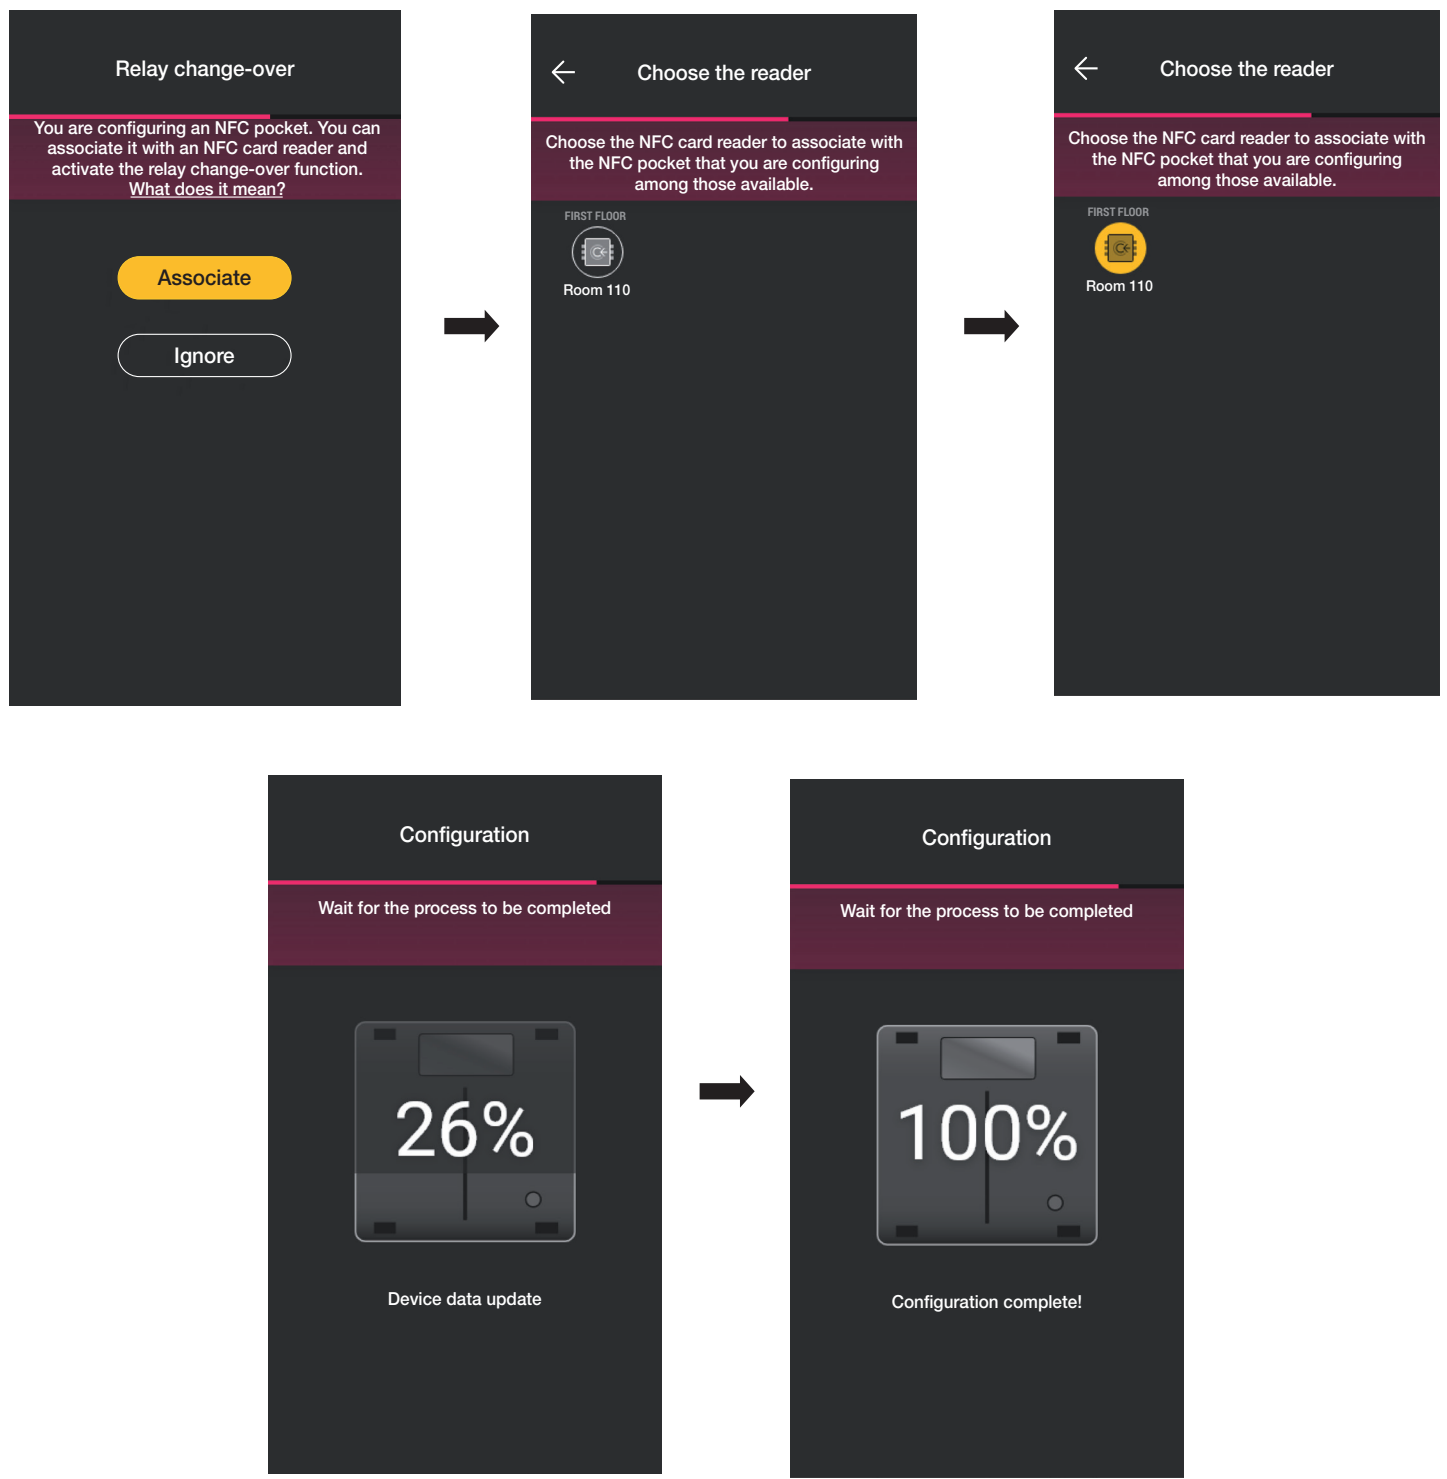 Relay change-over
You are configuring an NFC pocket. You can
associate it with an NFC card reader and
activate the relay change-over function.
What does it mean?
Associate
Ignore
Choose the reader
Choose the NFC card reader to associate with
the NFC pocket that you are configuring
among those available.
FIRST FLOOR
Room 110
Choose the reader
Choose the NFC card reader to associate with
the NFC pocket that you are configuring
among those available.
FIRST FLOOR
Room 110
Configuration
Wait for the process to be completed
26%
Device data update
Configuration
Wait for the process to be completed
100%
Configuration complete!